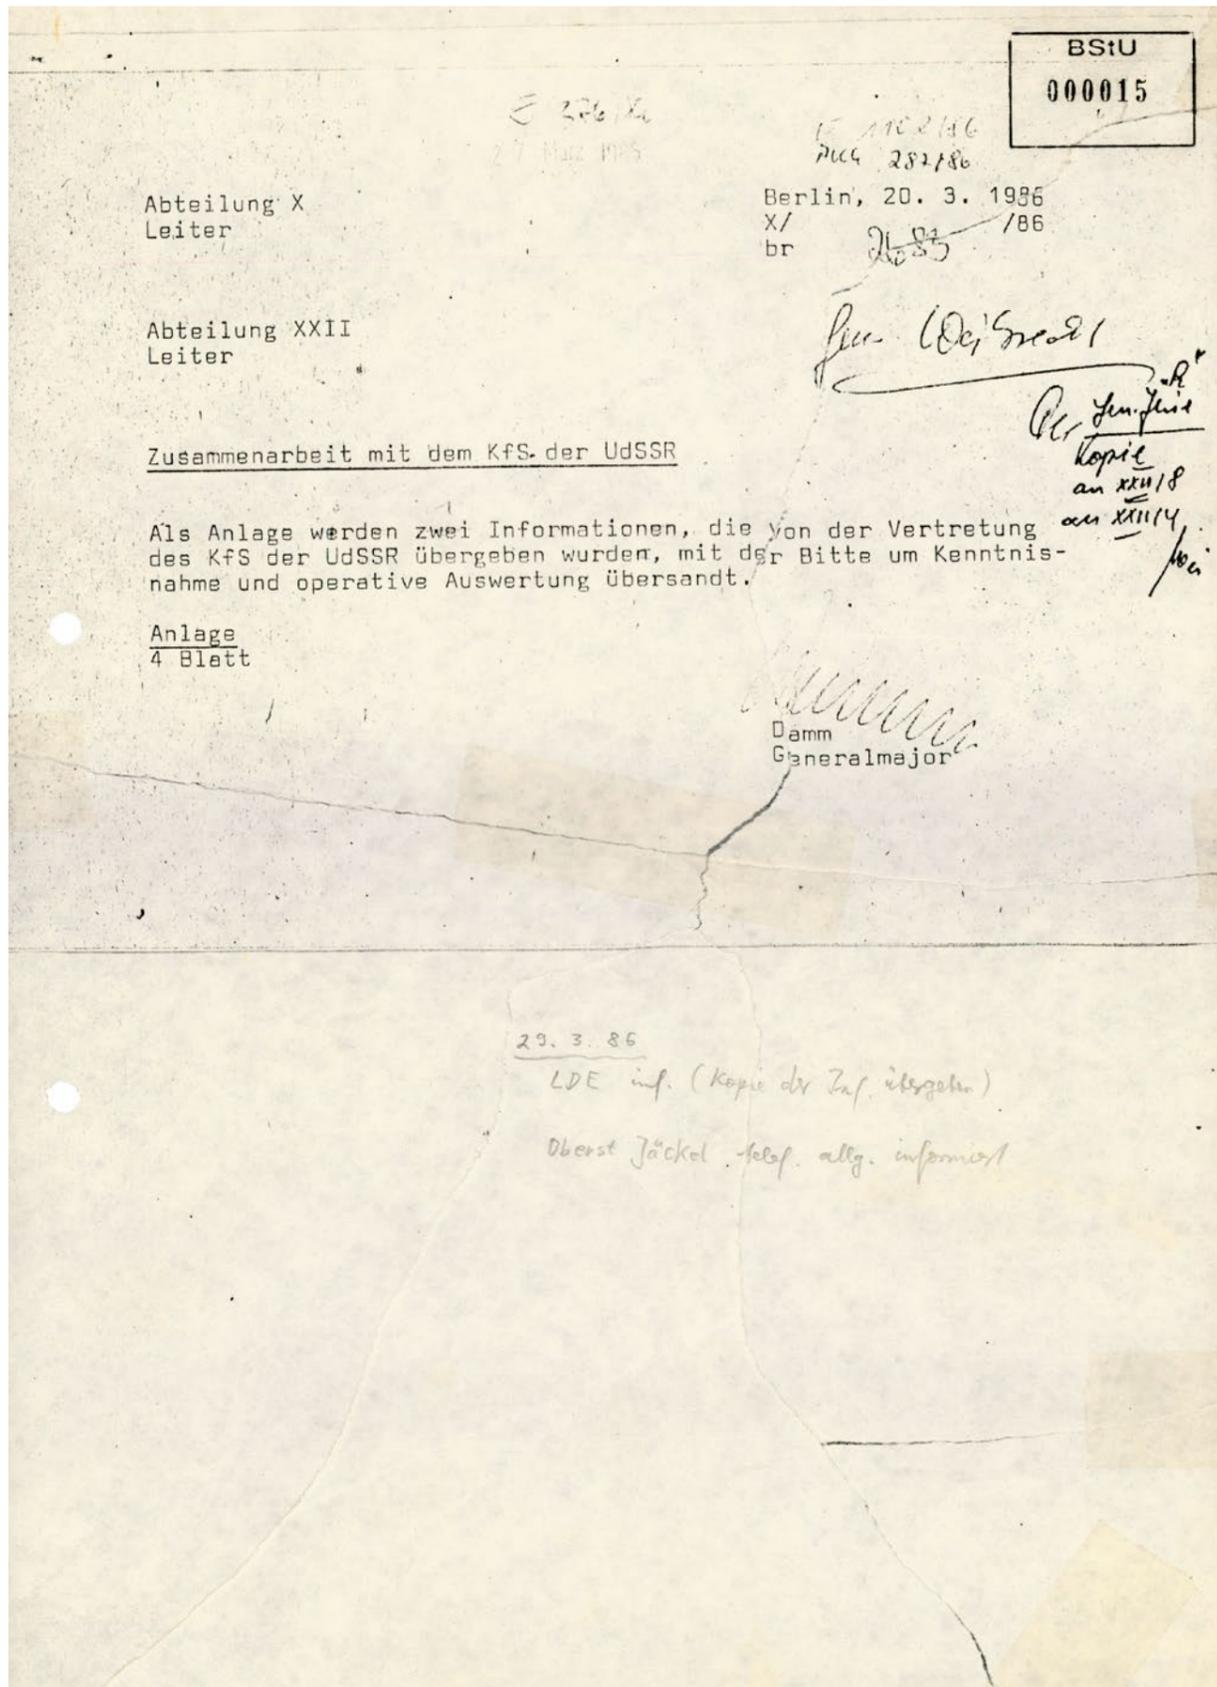 BStU
000015
282/86
Abteilung X
Leiter
Berlin, 20. 3. 1986
X/ /86
br
Abteilung XXII
Leiter
Kopie
an XXII/8
an XXII/4
Zusammenarbeit mit dem KfS der UdSSR
Als Anlage werden zwei Informationen, die von der Vertretung
des KfS der UdSSR übergeben wurden, mit der Bitte um Kenntnis-
nahme und operative Auswertung übersandt.
Anlage
4 Blatt
Damm
Generalmajor
29. 3. 86
LDE inf. (Kopie der Inf. übergeben)
Oberst Jäckel telef. allg. informiert